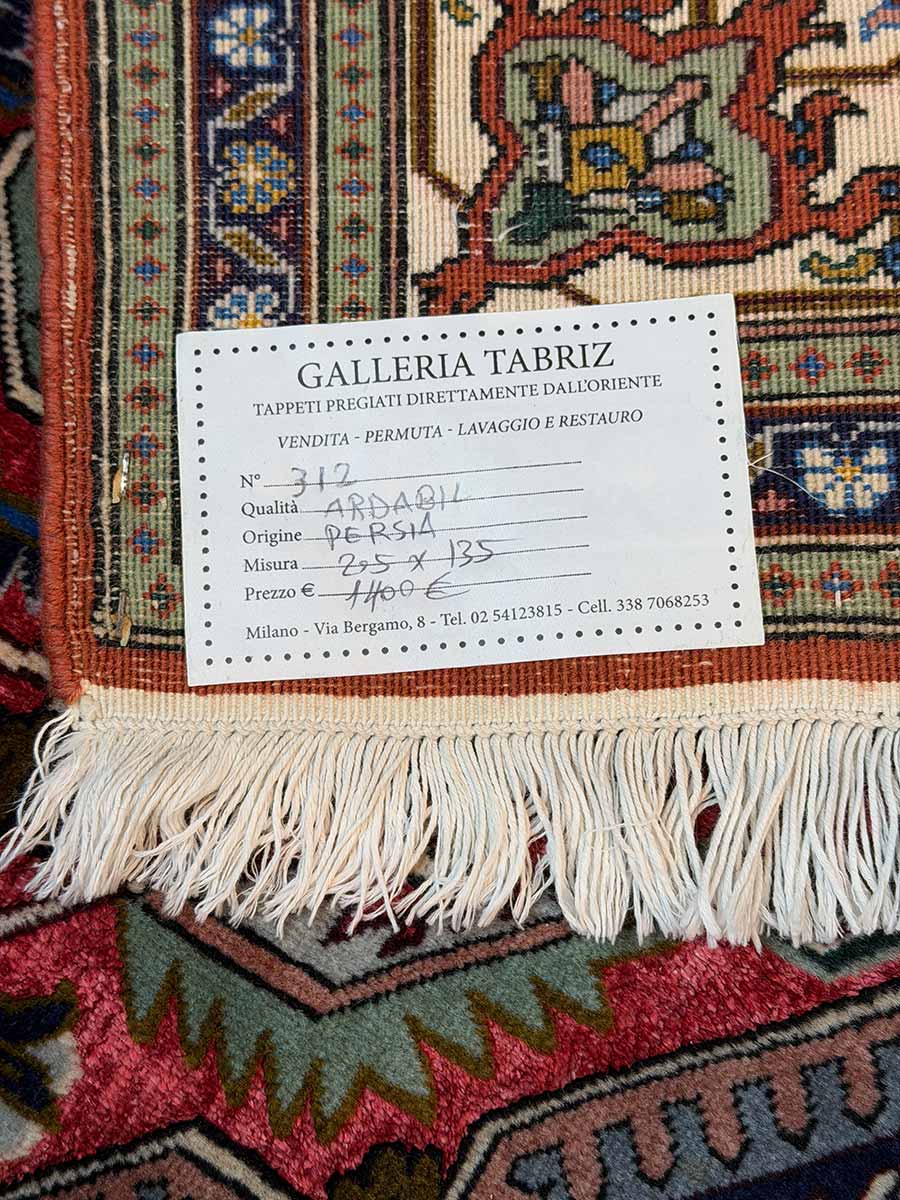 GALLERIA TABRIZ
TAPPETI PREGIATI DIRETTAMENTE DALL'ORIENTE
VENDITA - PERMUTA - LAVAGGIO E RESTAURO
N° 312
Qualità ARDABIL
Origine PERSIA
Misura 205 x 135
Prezzo € 1400 €
Milano - Via Bergamo, 8 - Tel. 02 54123815 - Cell. 338 7068253